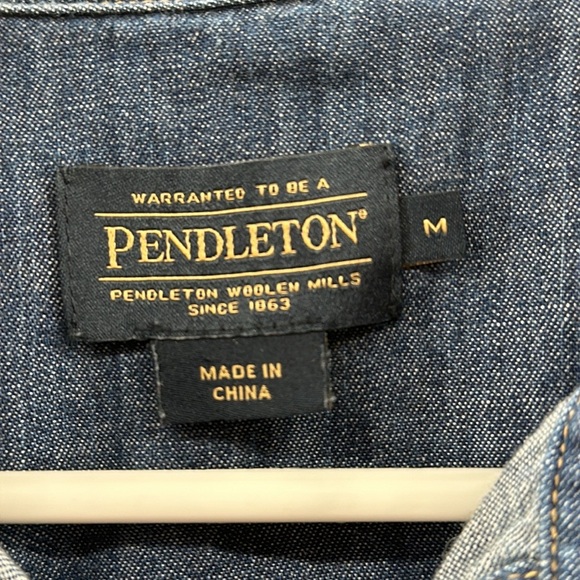 WARRANTED TO BE A
PENDLETON®
M
PENDLETON WOOLEN MILLS
SINCE 1863
MADE IN
CHINA